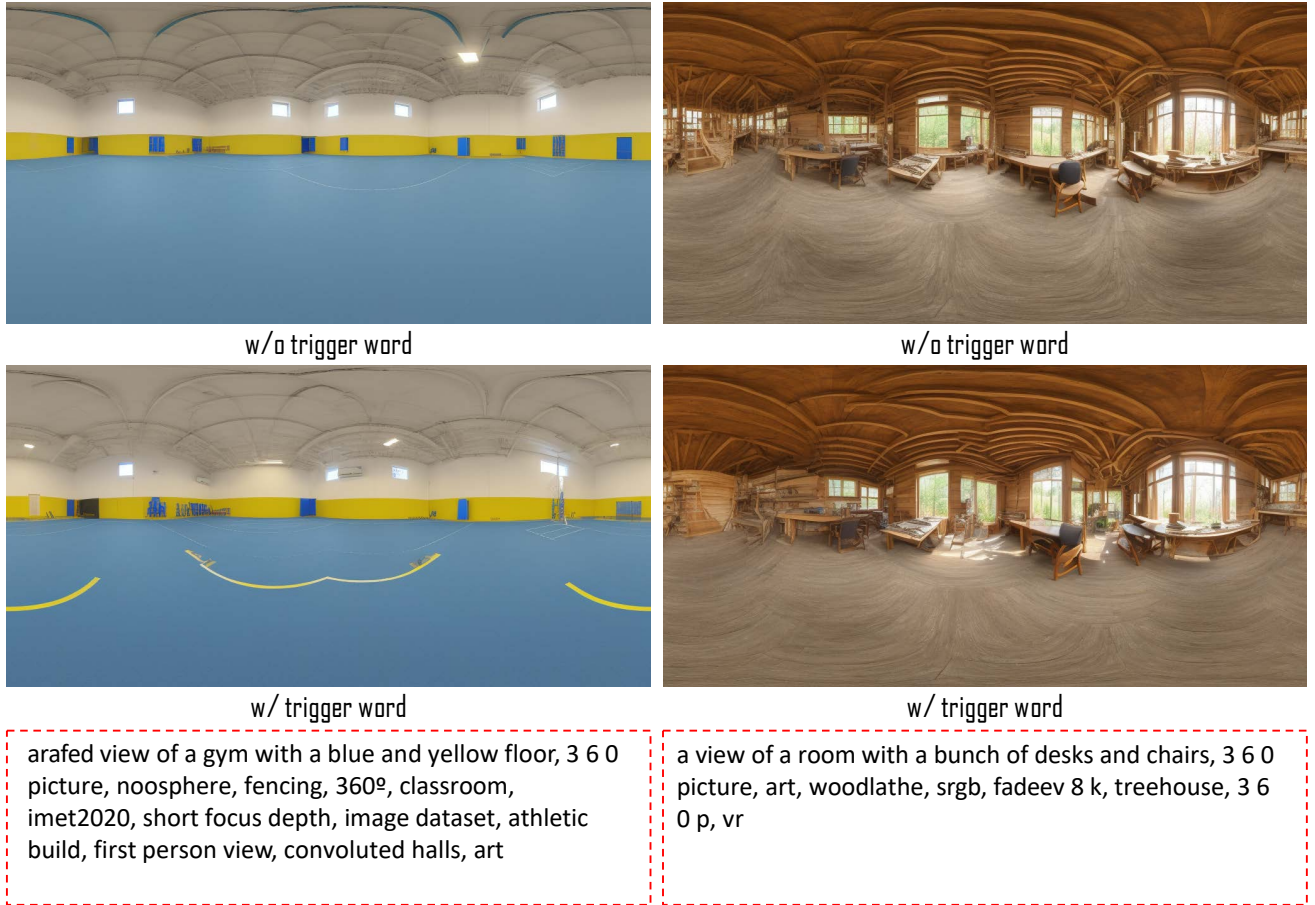 w/o trigger word
w/o trigger word
w/ trigger word
w/ trigger word
arafed view of a gym with a blue and yellow floor, 3 6 0
picture, noosphere, fencing, 360º, classroom,
imet2020, short focus depth, image dataset, athletic
build, first person view, convoluted halls, art
a view of a room with a bunch of desks and chairs, 3 6 0
picture, art, woodlathe, srgb, fadeev 8 k, treehouse, 3 6
0 p, vr